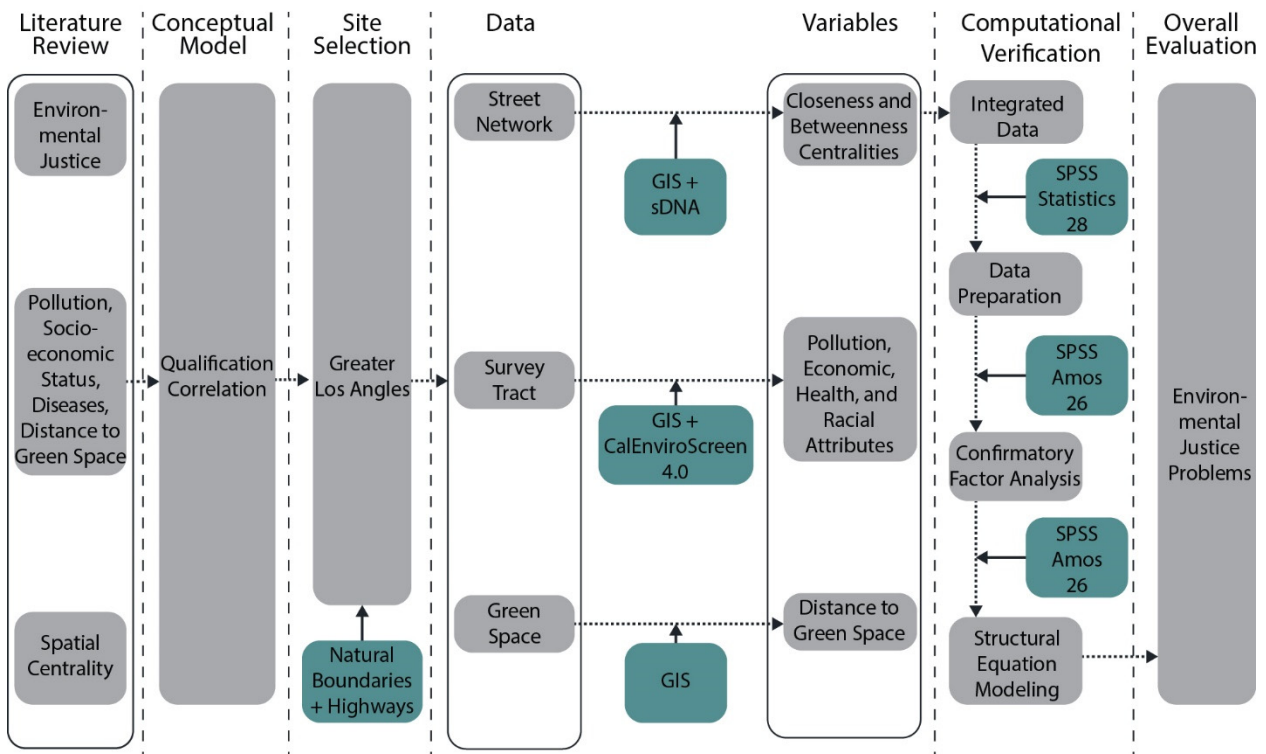 Literature
Review
Conceptual
Model
Site
Selection
Data
Variables
Computational
Verification
Overall
Evaluation
Environ-
mental
Justice
Pollution,
Socio-
economic
Status,
Diseases,
Distance to
Green Space
Spatial
Centrality
Qualification
Correlation
Greater
Los Angles
Natural
Boundaries
+ Highways
Street
Network
Survey
Tract
Green
Space
GIS +
sDNA
GIS +
CalEnviroScreen
4.0
GIS
Closeness and
Betweenness
Centralities
Pollution,
Economic,
Health, and
Racial
Attributes
Distance to
Green Space
Integrated
Data
SPSS
Statistics
28
Data
Preparation
SPSS
Amos
26
Confirmatory
Factor Analysis
SPSS
Amos
26
Structural
Equation
Modeling
Environ-
mental
Justice
Problems